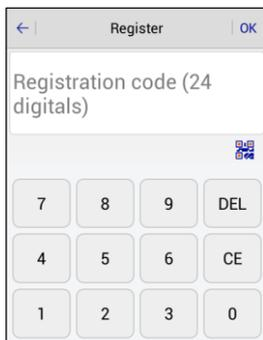 Register
OK
Registration code (24
digitals)
7 8 9 DEL
4 5 6 CE
1 2 3 0